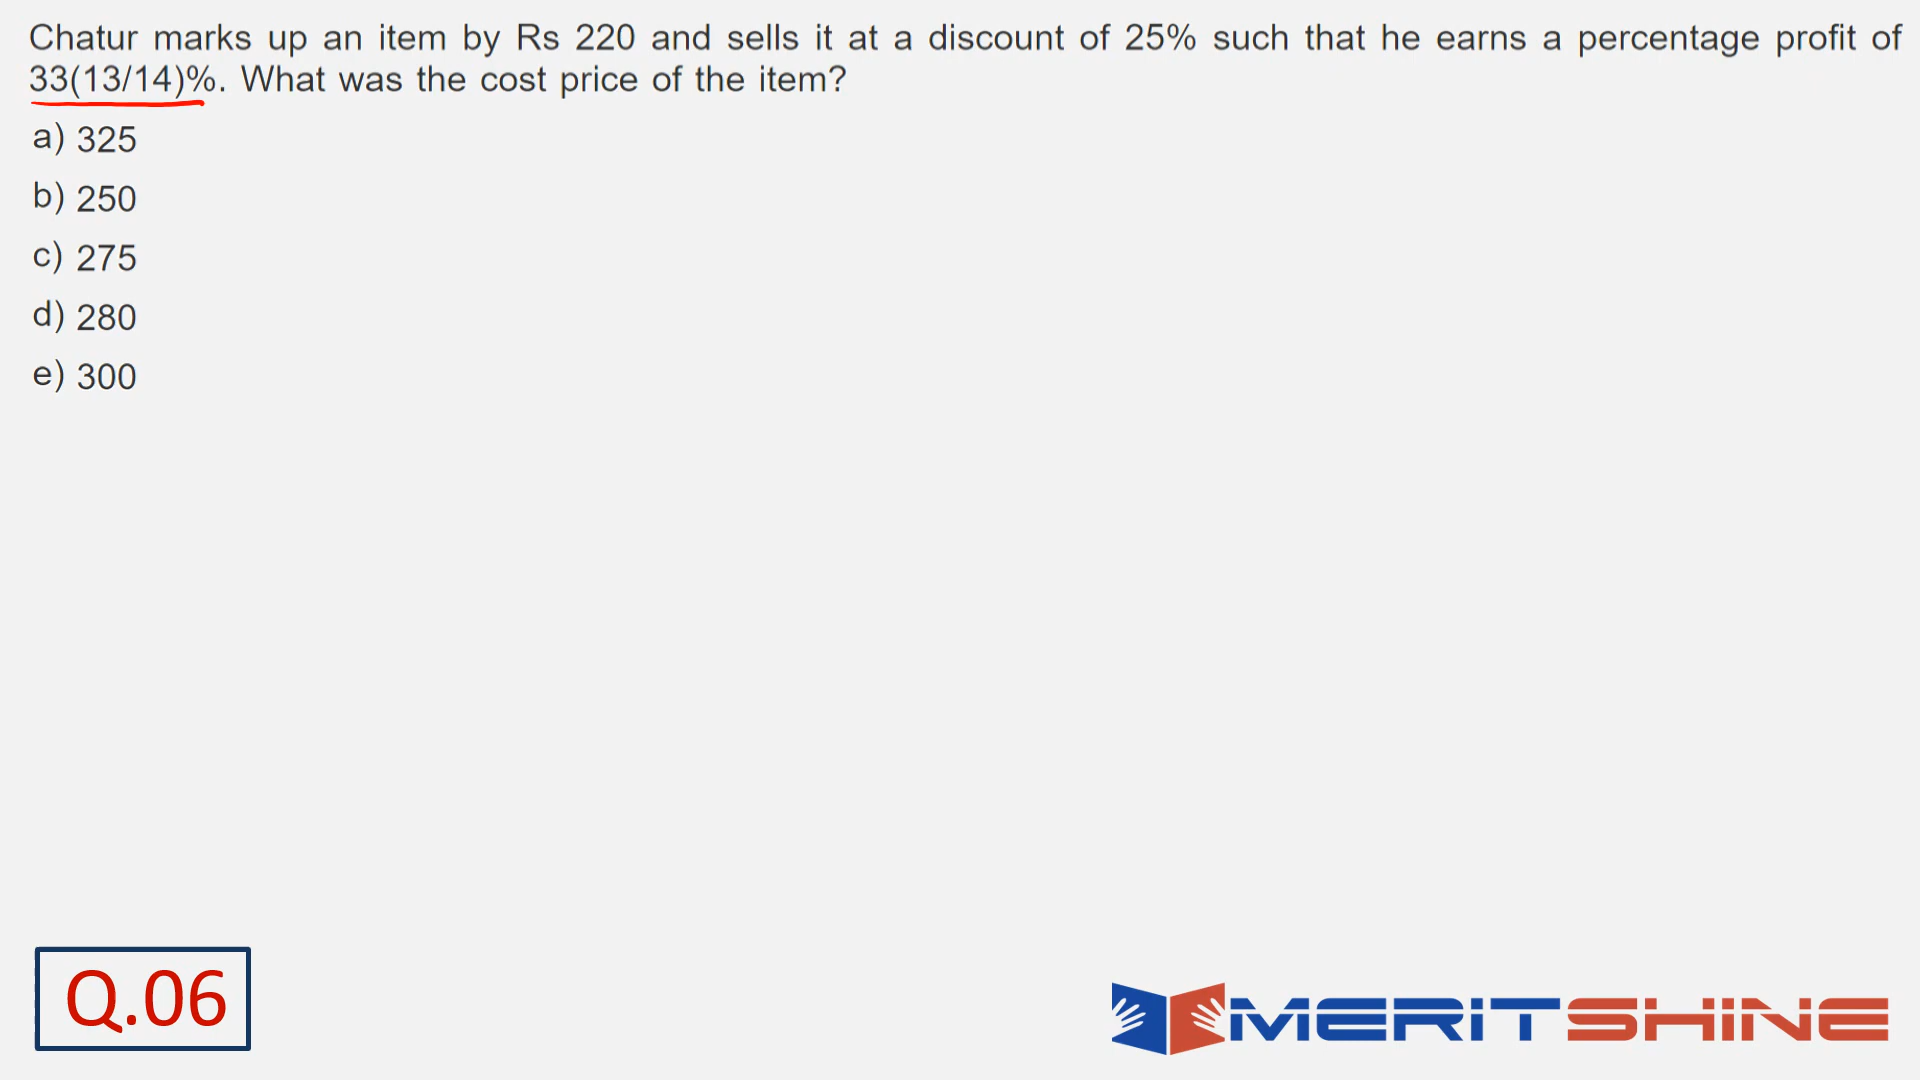 Chatur marks up an item by Rs 220 and sells it at a discount of 25% such that he earns a percentage profit of
33(13/14)%. What was the cost price of the item?
a) 325
b) 250
c) 275
d) 280
e) 300
Q.06
MERITSHINE